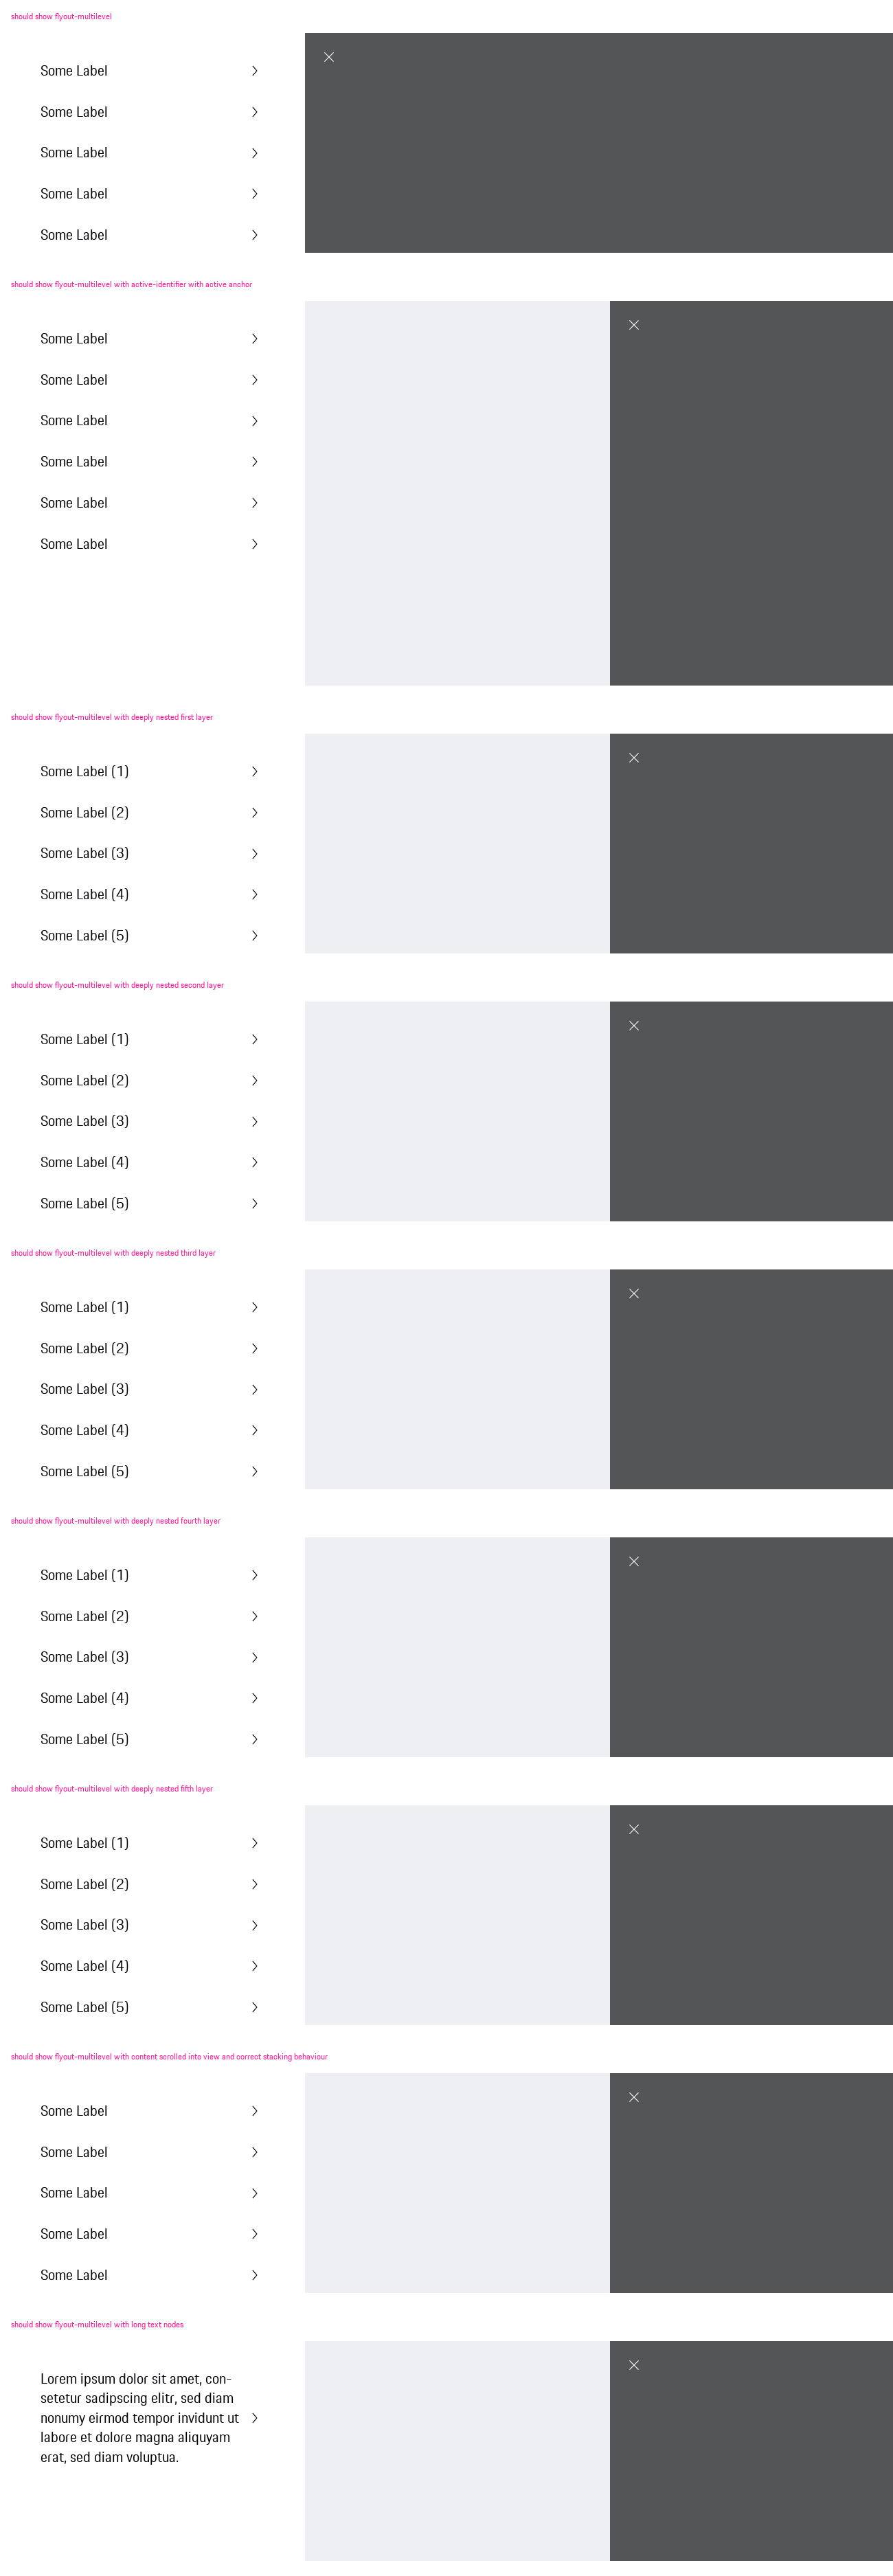 should show flyout-multilevel
Some Label
Some Label
Some Label
Some Label
Some Label
should show flyout-multilevel with active-identifier with active anchor
Some Label
Some Label
Some Label
Some Label
Some Label
Some Label
should show flyout-multilevel with deeply nested first layer
Some Label (1)
Some Label (2)
Some Label (3)
Some Label (4)
Some Label (5)
should show flyout-multilevel with deeply nested second layer
Some Label (1)
Some Label (2)
Some Label (3)
Some Label (4)
Some Label (5)
should show flyout-multilevel with deeply nested third layer
Some Label (1)
Some Label (2)
Some Label (3)
Some Label (4)
Some Label (5)
should show flyout-multilevel with deeply nested fourth layer
Some Label (1)
Some Label (2)
Some Label (3)
Some Label (4)
Some Label (5)
should show flyout-multilevel with deeply nested fifth layer
Some Label (1)
Some Label (2)
Some Label (3)
Some Label (4)
Some Label (5)
should show flyout-multilevel with content scrolled into view and correct stacking behaviour
Some Label
Some Label
Some Label
Some Label
Some Label
should show flyout-multilevel with long text nodes
Lorem ipsum dolor sit amet, con-
setetur sadipscing elitr, sed diam
nonumy eirmod tempor invidunt ut
labore et dolore magna aliquyam
erat, sed diam voluptua.